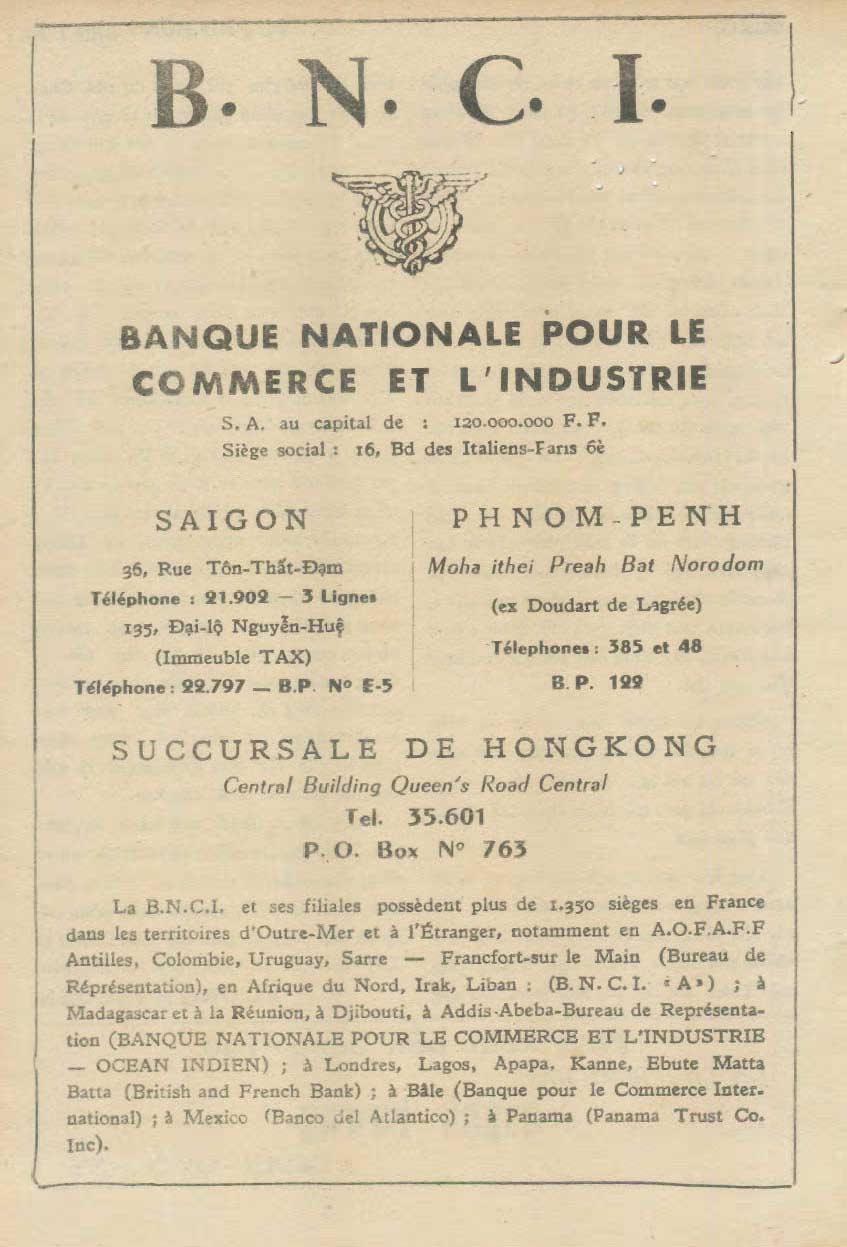 B. N. C. I.
BANQUE NATIONALE POUR LE
COMMERCE ET L'INDUSTRIE
S. A. au capital de : 120.000.000 F. F.
Siège social : 16, Bd des Italiens-Faris 6è
SAIGON
36, Rue Tôn-Thất-Đạm
Téléphone : 21.902 — 3 Lignes
135, Đại-lộ Nguyễn-Huệ
(Immeuble TAX)
Téléphone : 22.797 — B.P. Nº E-5
PHNOM-PENH
Moha ithei Preah Bat Norodom
(ex Doudart de Lagrée)
Télephones : 385 et 48
B. P. 122
SUCCURSALE DE HONGKONG
Central Building Queen's Road Central
Tel. 35.601
P. O. Box Nº 763
La B.N.C.I. et ses filiales possèdent plus de 1.350 sièges en France
dans les territoires d'Outre-Mer et à l'Étranger, notamment en A.O.F.A.F.F
Antilles, Colombie, Uruguay, Sarre — Francfort-sur le Main (Bureau de
Réprésentation), en Afrique du Nord, Irak, Liban : (B. N. C. I. « A ») ; à
Madagascar et à la Réunion, à Djibouti, à Addis-Abeba-Bureau de Représenta-
tion (BANQUE NATIONALE POUR LE COMMERCE ET L'INDUSTRIE
— OCEAN INDIEN) ; à Londres, Lagos, Apapa, Kanne, Ebute Matta
Batta (British and French Bank) ; à Bâle (Banque pour le Commerce Inter-
national) ; à Mexico (Banco del Atlantico) ; à Panama (Panama Trust Co.
Inc).